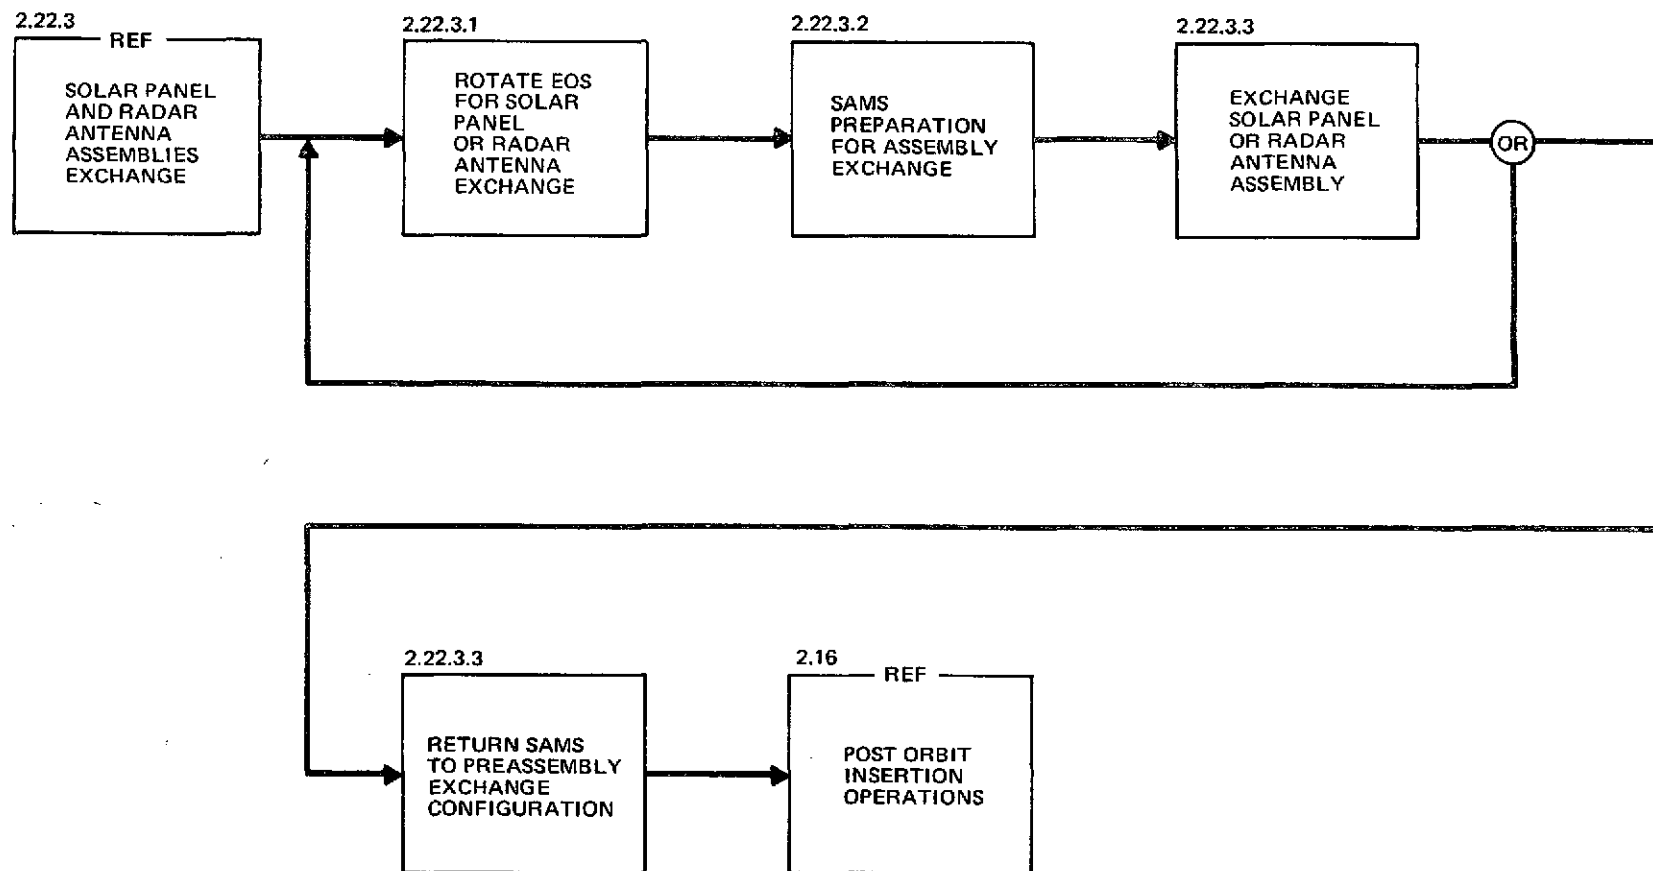 2.22.3
REF
SOLAR PANEL
AND RADAR
ANTENNA
ASSEMBLIES
EXCHANGE
2.22.3.1
ROTATE EOS
FOR SOLAR
PANEL
OR RADAR
ANTENNA
EXCHANGE
2.22.3.2
SAMS
PREPARATION
FOR ASSEMBLY
EXCHANGE
2.22.3.3
EXCHANGE
SOLAR PANEL
OR RADAR
ANTENNA
ASSEMBLY
OR
2.22.3.3
RETURN SAMS
TO PREASSEMBLY
EXCHANGE
CONFIGURATION
2.16
REF
POST ORBIT
INSERTION
OPERATIONS